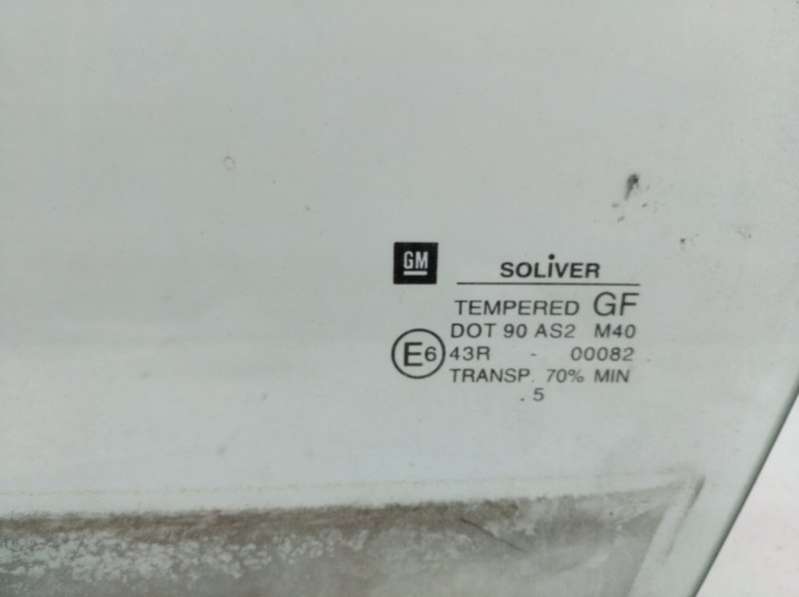 GM SOLiVER
TEMPERED GF
DOT 90 AS2 M40
E6 43R - 00082
TRANSP. 70% MIN
. 5